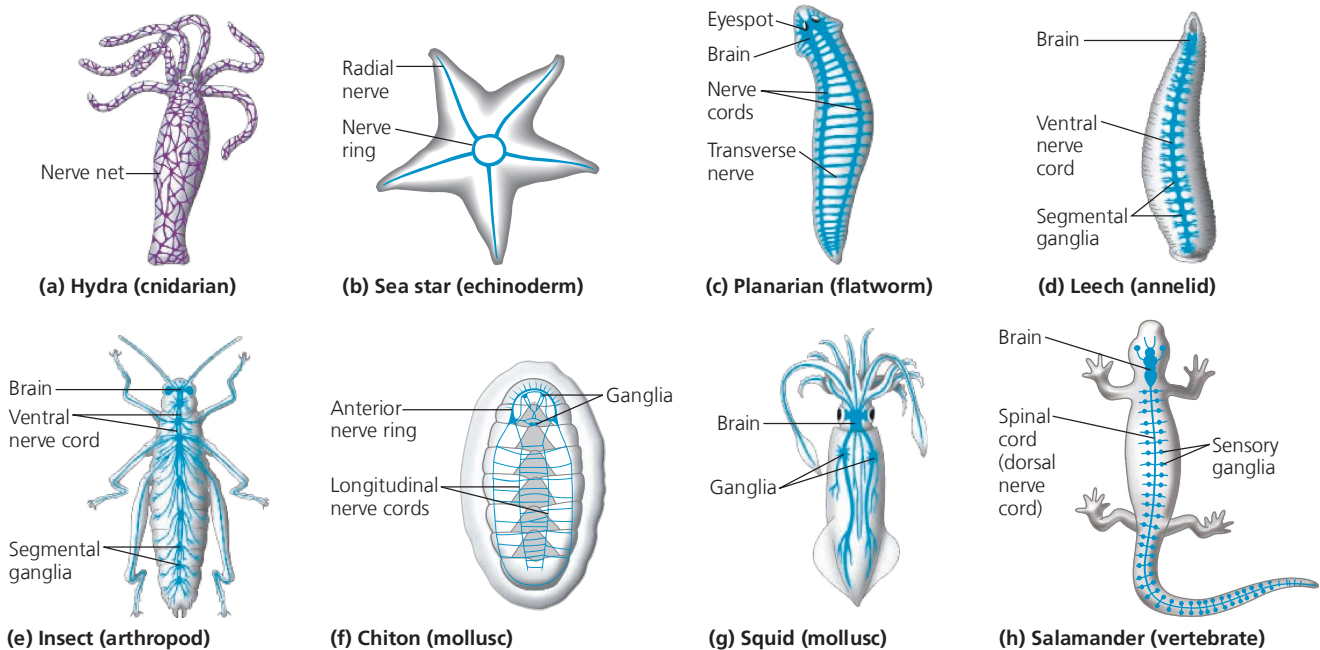 Nerve net
(a) Hydra (cnidarian)
Radial
nerve
Nerve
ring
(b) Sea star (echinoderm)
Eyespot
Brain
Nerve
cords
Transverse
nerve
(c) Planarian (flatworm)
Brain
Ventral
nerve
cord
Segmental
ganglia
(d) Leech (annelid)
Brain
Ventral
nerve cord
Segmental
ganglia
(e) Insect (arthropod)
Anterior
nerve ring
Ganglia
Longitudinal
nerve cords
(f) Chiton (mollusc)
Brain
Ganglia
(g) Squid (mollusc)
Brain
Spinal
cord
(dorsal
nerve
cord)
Sensory
ganglia
(h) Salamander (vertebrate)